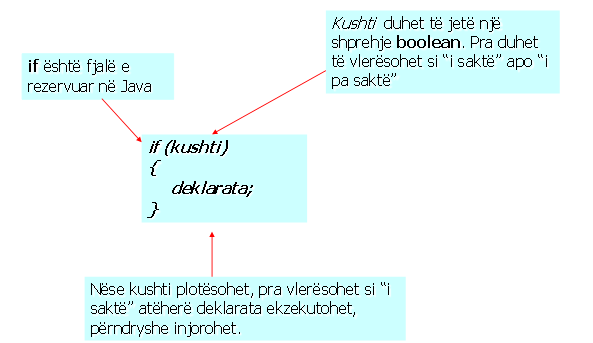 Kushti duhet të jetë një
shprehje boolean. Pra duhet
të vlerësohet si “i saktë” apo “i
pa saktë”
if është fjalë e
rezervuar në Java
if (kushti)
{
deklarata;
}
Nëse kushti plotësohet, pra vlerësohet si “i
saktë” atëherë deklarata ekzekutohet,
përndryshe injorohet.